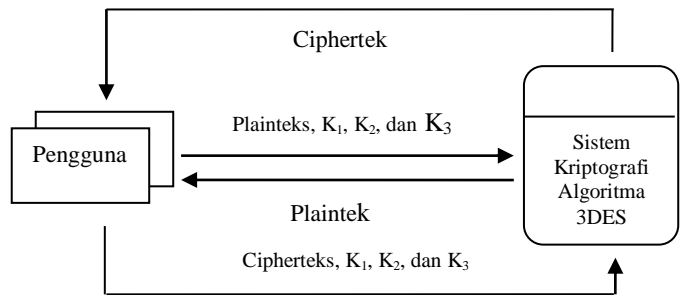 Ciphertek
Plainteks, K₁, K₂, dan K₃
Pengguna
Sistem
Kriptografi
Algoritma
3DES
Plaintek
Cipherteks, K₁, K₂, dan K₃